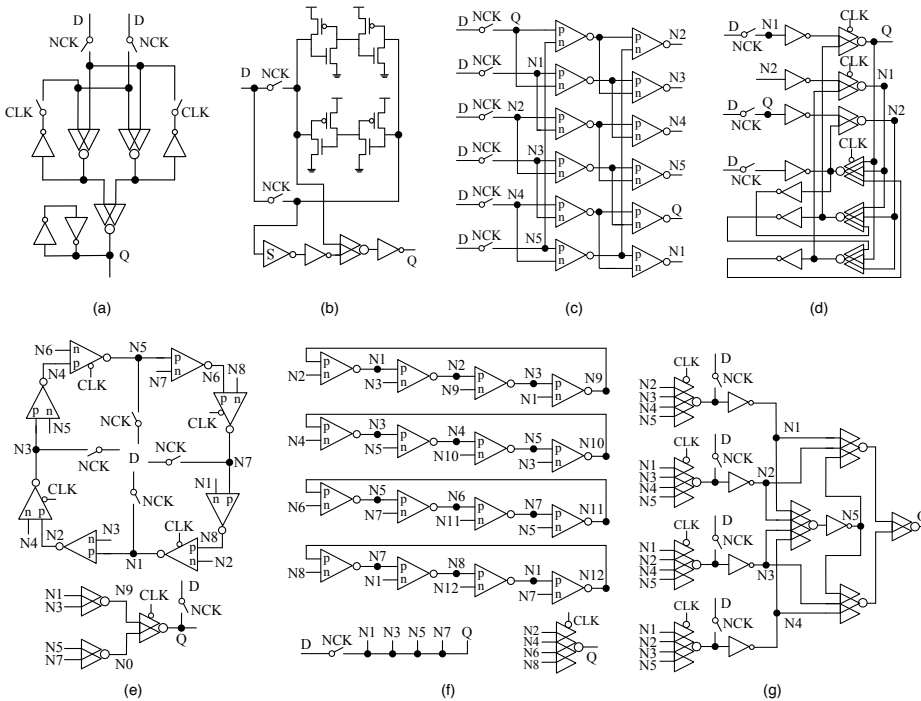 D D
NCK NCK
CLK CLK
Q
(a)
D NCK
NCK
S
Q
(b)
D NCK Q
p
n
p
n
N2
D NCK N1
p
n
p
n
N3
D NCK N2
p
n
p
n
N4
D NCK N3
p
n
p
n
N5
D NCK N4
p
n
p
n
Q
D NCK N5
p
n
p
n
N1
(c)
CLK
D N1 Q
NCK
CLK
N2 N1
D Q N2
NCK
CLK
D
NCK
(d)
N6 n
p
N5
p
n
N6 N8
N4 CLK N7
n p
p n
N5
NCK
CLK
N3 NCK D NCK N7
CLK
n p
N4
NCK
N1
n p
N2 N3
n
p
N1
CLK
N8
n
p
N2
N1
N3
N9 CLK D
NCK
N5
N7
N0
Q
(e)
p
n
N2
N1
p
n
N3
N2
p
n
N9
N3
p
n
N1
N9
p
n
N4
N3
p
n
N5
N4
p
n
N10
N5
p
n
N3
N10
p
n
N6
N5
p
n
N7
N6
p
n
N11
N7
p
n
N5
N11
p
n
N8
N7
p
n
N1
N8
p
n
N12
N1
p
n
N7
N12
D NCK N1 N3 N5 N7 Q
CLK
N2
N4
N6
N8
Q
(f)
CLK D
NCK
N2
N3
N4
N5
N1
CLK D
NCK
N1
N3
N4
N5
N2
N5
Q
CLK D
NCK
N1
N2
N4
N5
N3
CLK D
NCK
N1
N2
N3
N5
N4
(g)